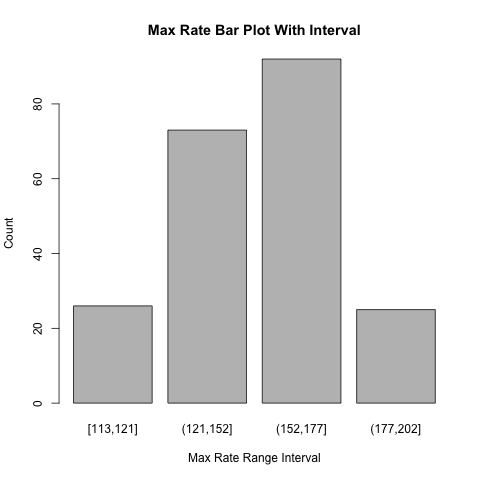 Max Rate Bar Plot With Interval
Count
80
60
40
20
0
[113,121] (121,152] (152,177] (177,202]
Max Rate Range Interval